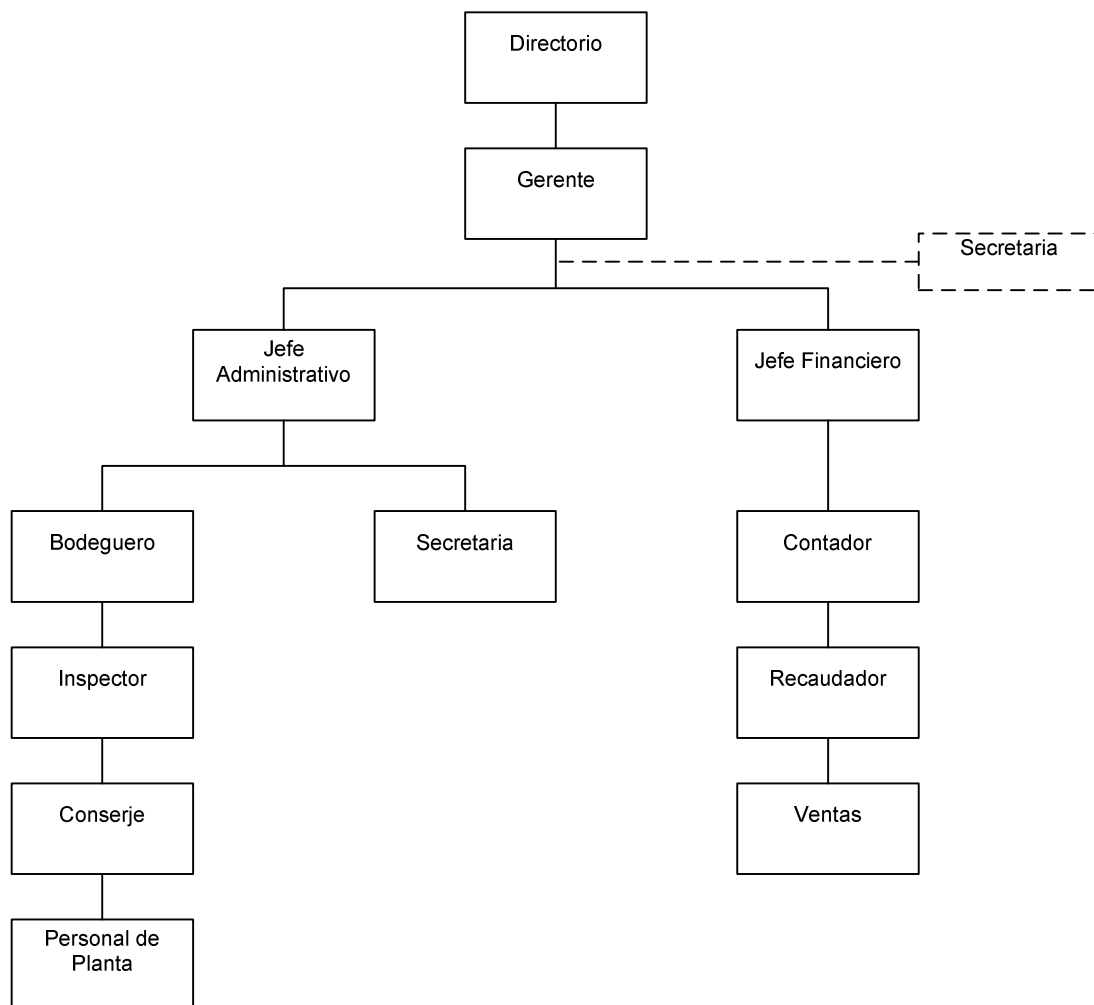 Directorio
Gerente
Secretaria
Jefe
Administrativo
Jefe Financiero
Bodeguero
Secretaria
Contador
Inspector
Recaudador
Conserje
Ventas
Personal de
Planta